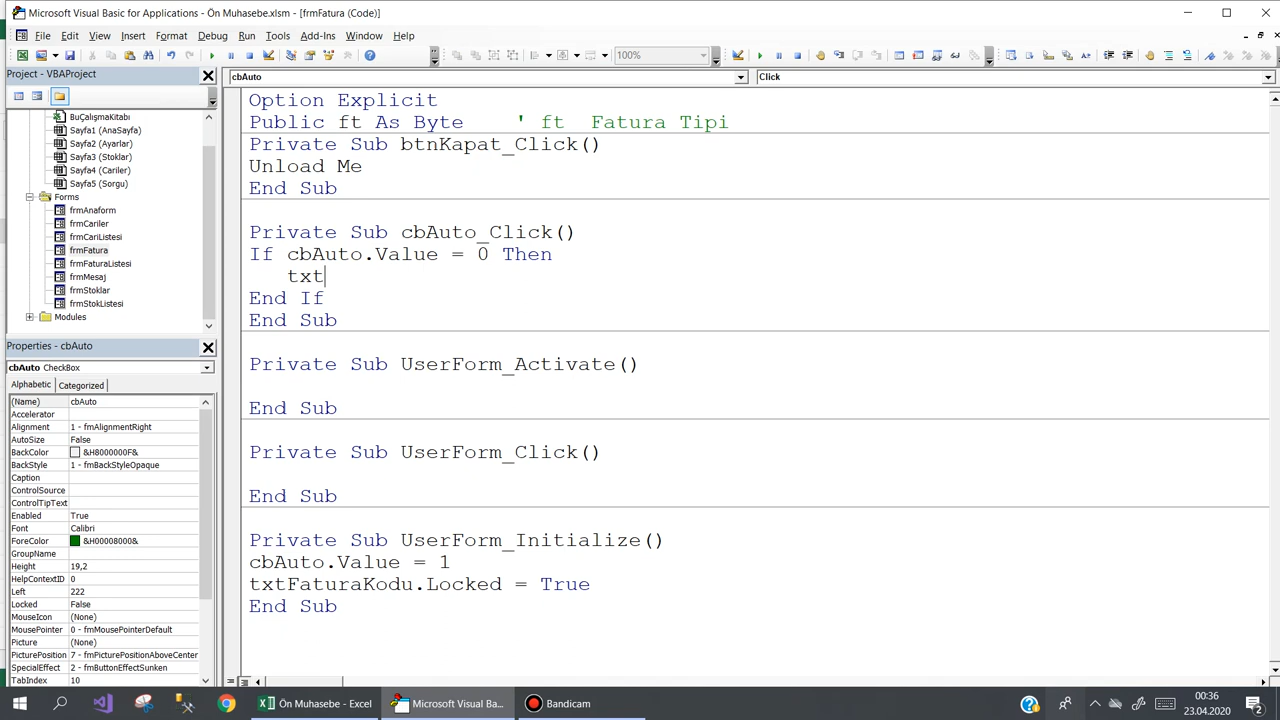 Microsoft Visual Basic for Applications - Ön Muhasebe.xlsm - [frmFatura (Code)]
File Edit View Insert Format Debug Run Tools Add-Ins Window Help
100%
Project - VBAProject
BuÇalışmaKitabı
Sayfa1 (AnaSayfa)
Sayfa2 (Ayarlar)
Sayfa3 (Stoklar)
Sayfa4 (Cariler)
Sayfa5 (Sorgu)
Forms
frmAnaform
frmCariler
frmCariListesi
frmFatura
frmFaturaListesi
frmMesaj
frmStoklar
frmStokListesi
Modules
Properties - cbAuto
cbAuto CheckBox
Alphabetic Categorized
(Name) cbAuto
Accelerator
Alignment 1 - fmAlignmentRight
AutoSize False
BackColor &H8000000F&
BackStyle 1 - fmBackStyleOpaque
Caption
ControlSource
ControlTipText
Enabled True
Font Calibri
ForeColor &H00008000&
GroupName
Height 19,2
HelpContextID 0
Left 222
Locked False
MouseIcon (None)
MousePointer 0 - fmMousePointerDefault
Picture (None)
PicturePosition 7 - fmPicturePositionAboveCenter
SpecialEffect 2 - fmButtonEffectSunken
TabIndex 10
cbAuto Click
Option Explicit
Public ft As Byte ' ft Fatura Tipi
Private Sub btnKapat_Click()
Unload Me
End Sub
Private Sub cbAuto_Click()
If cbAuto.Value = 0 Then
txt
End If
End Sub
Private Sub UserForm_Activate()
End Sub
Private Sub UserForm_Click()
End Sub
Private Sub UserForm_Initialize()
cbAuto.Value = 1
txtFaturaKodu.Locked = True
End Sub
Ön Muhasebe - Excel
Microsoft Visual Ba...
Bandicam
00:36
23.04.2020
2